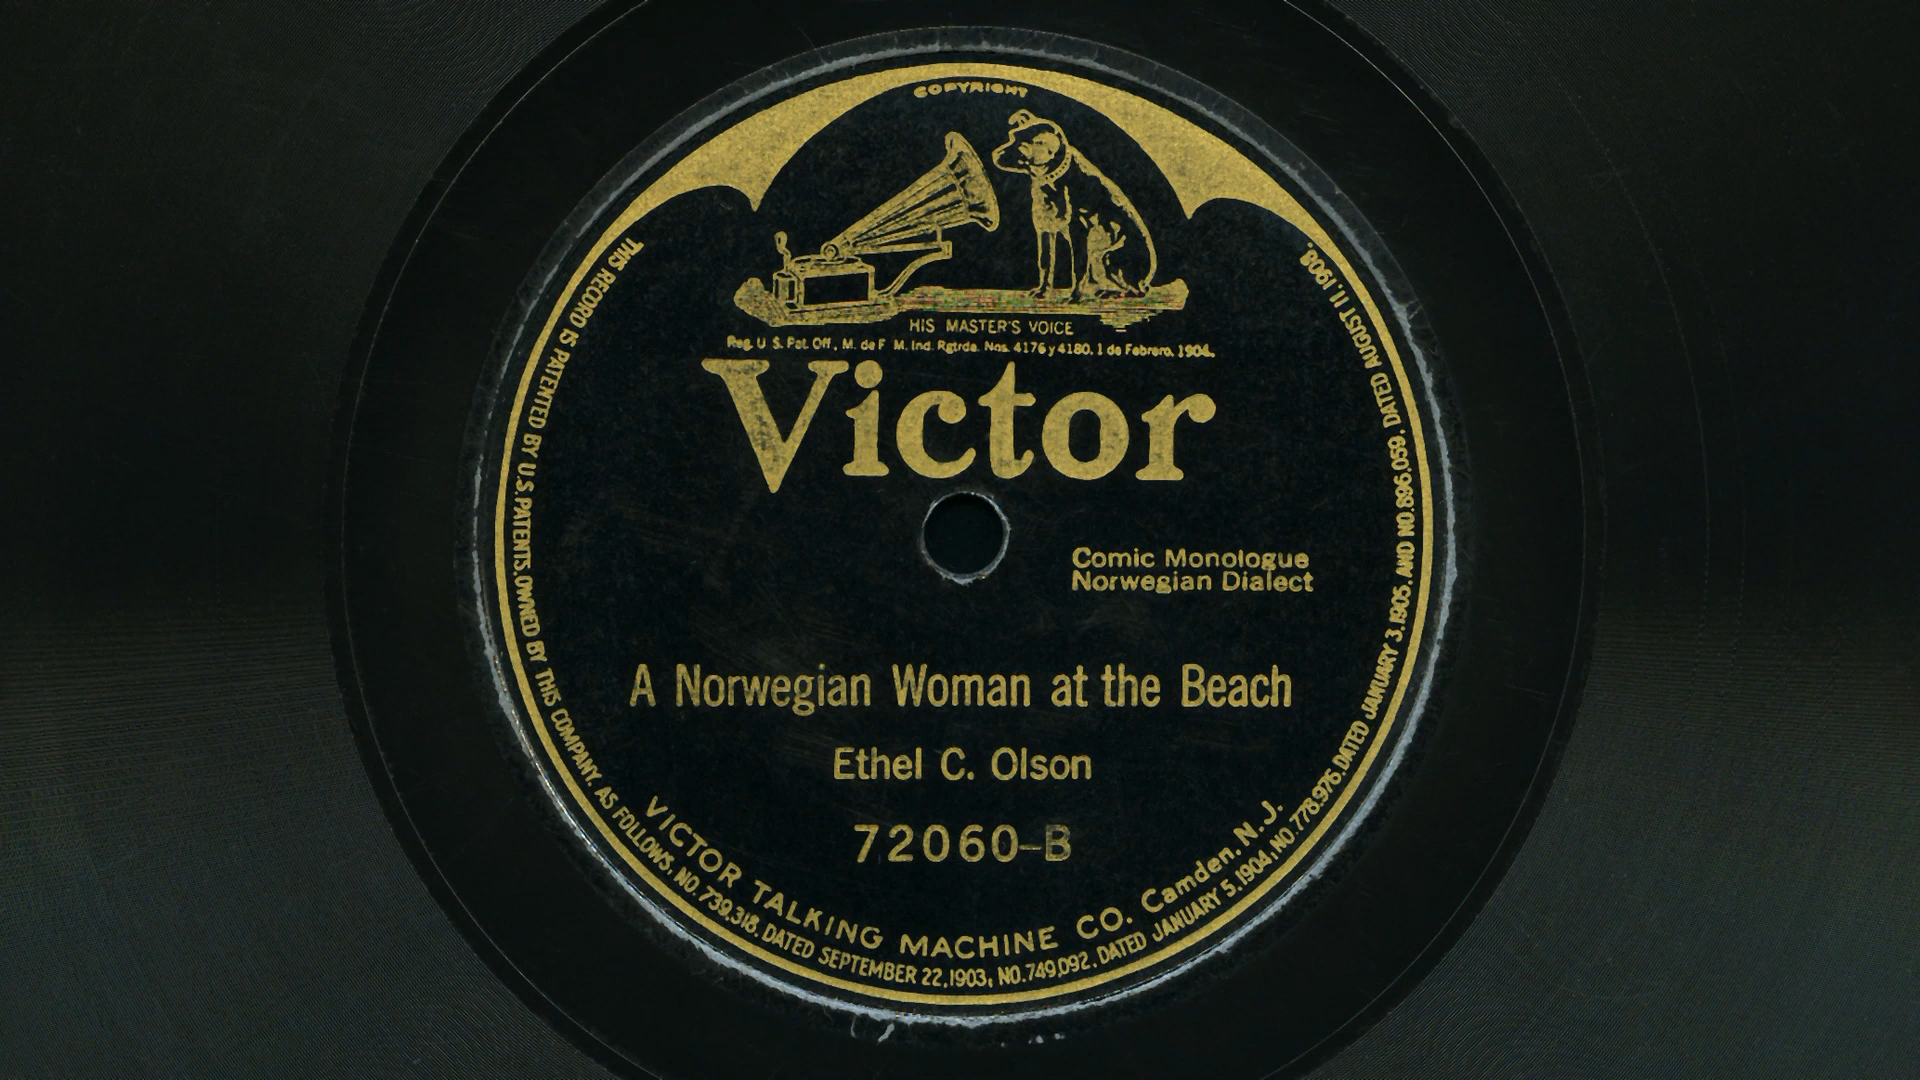 COPYRIGHT
HIS MASTER'S VOICE
Reg. U S. Pat. Off., M. de F M. Ind. Rgtrda. Nos. 4176 y 4180, 1 de Febrero, 1904.
Victor
Comic Monologue
Norwegian Dialect
A Norwegian Woman at the Beach
Ethel C. Olson
72060-B
VICTOR TALKING MACHINE CO. Camden, N. J.
THIS RECORD IS PATENTED BY U.S. PATENTS, OWNED BY THIS COMPANY. AS FOLLOWS, NO. 739,318. DATED SEPTEMBER 22, 1903; NO. 749,092. DATED JANUARY 5, 1904, NO. 778,976. DATED JANUARY 3, 1905. AND NO. 896,059. DATED AUGUST 11, 1908.